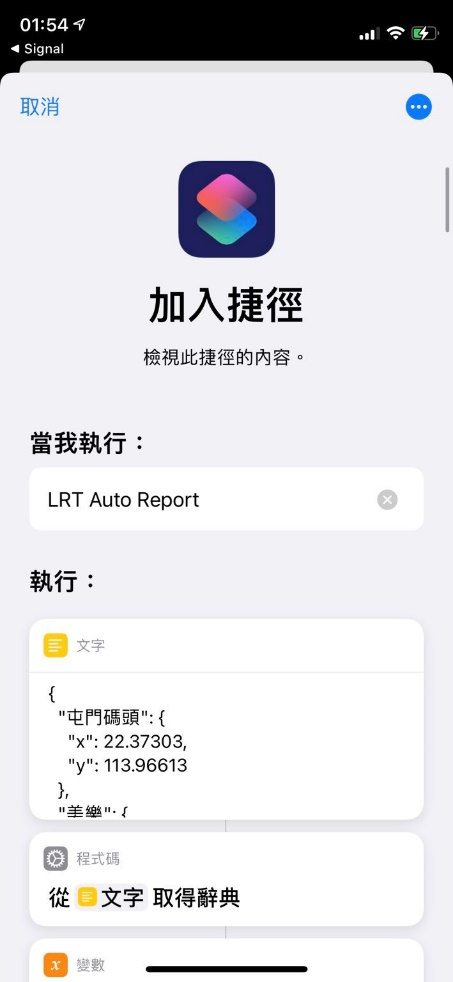 01:54
Signal
取消
加入捷徑
檢視此捷徑的內容。
當我執行：
LRT Auto Report
執行：
文字
{
"屯門碼頭": {
"x": 22.37303,
"y": 113.96613
},
"美樂": {
程式碼
從 文字 取得辭典
x 變數